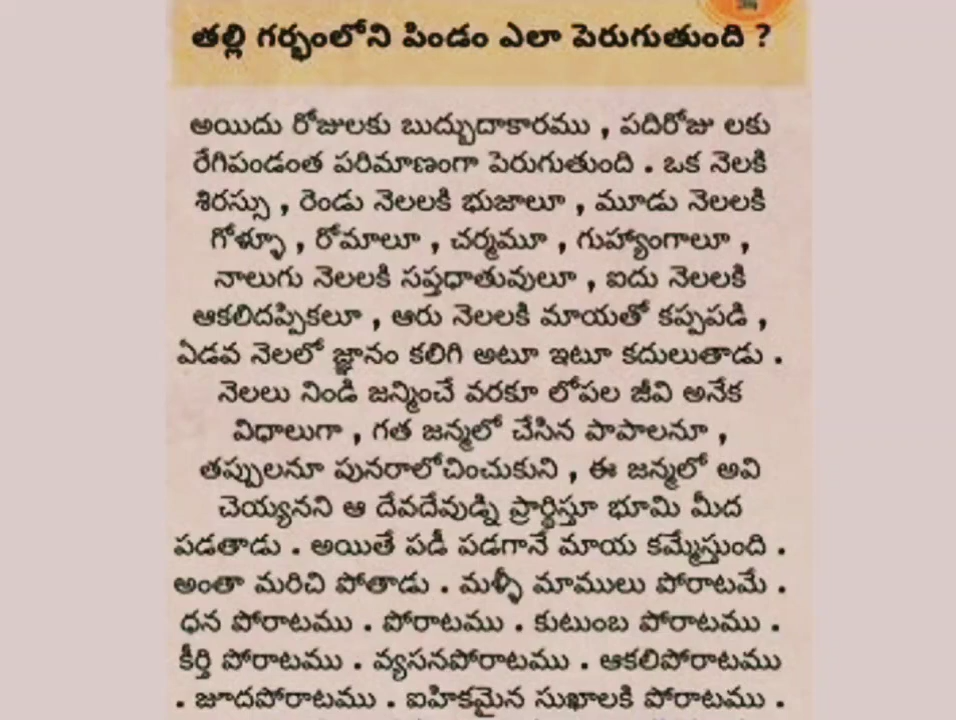 తల్లి గర్భంలోని పిండం ఎలా పెరుగుతుంది ?
అయిదు రోజులకు బుద్బుదాకారము , పదిరోజు లకు
రేగిపండంత పరిమాణంగా పెరుగుతుంది . ఒక నెలకి
శిరస్సు , రెండు నెలలకి భుజాలూ , మూడు నెలలకి
గోళ్ళూ , రోమాలూ , చర్మమూ , గుహ్యాంగాలూ ,
నాలుగు నెలలకి సప్తధాతువులూ , ఐదు నెలలకి
ఆకలిదప్పికలూ , ఆరు నెలలకి మాయతో కప్పపడి ,
ఏడవ నెలలో జ్ఞానం కలిగి అటూ ఇటూ కదులుతాడు .
నెలలు నిండి జన్మించే వరకూ లోపల జీవి అనేక
విధాలుగా , గత జన్మలో చేసిన పాపాలనూ ,
తప్పులనూ పునరాలోచించుకుని , ఈ జన్మలో అవి
చెయ్యనని ఆ దేవదేవుడ్ని ప్రార్థిస్తూ భూమి మీద
పడతాడు . అయితే పడీ పడగానే మాయ కమ్మేస్తుంది .
అంతా మరిచి పోతాడు . మళ్ళీ మాములు పోరాటమే .
ధన పోరాటము . పోరాటము . కుటుంబ పోరాటము .
కీర్తి పోరాటము . వ్యసనపోరాటము . ఆకలిపోరాటము
. జూదపోరాటము . ఐహికమైన సుఖాలకి పోరాటము .